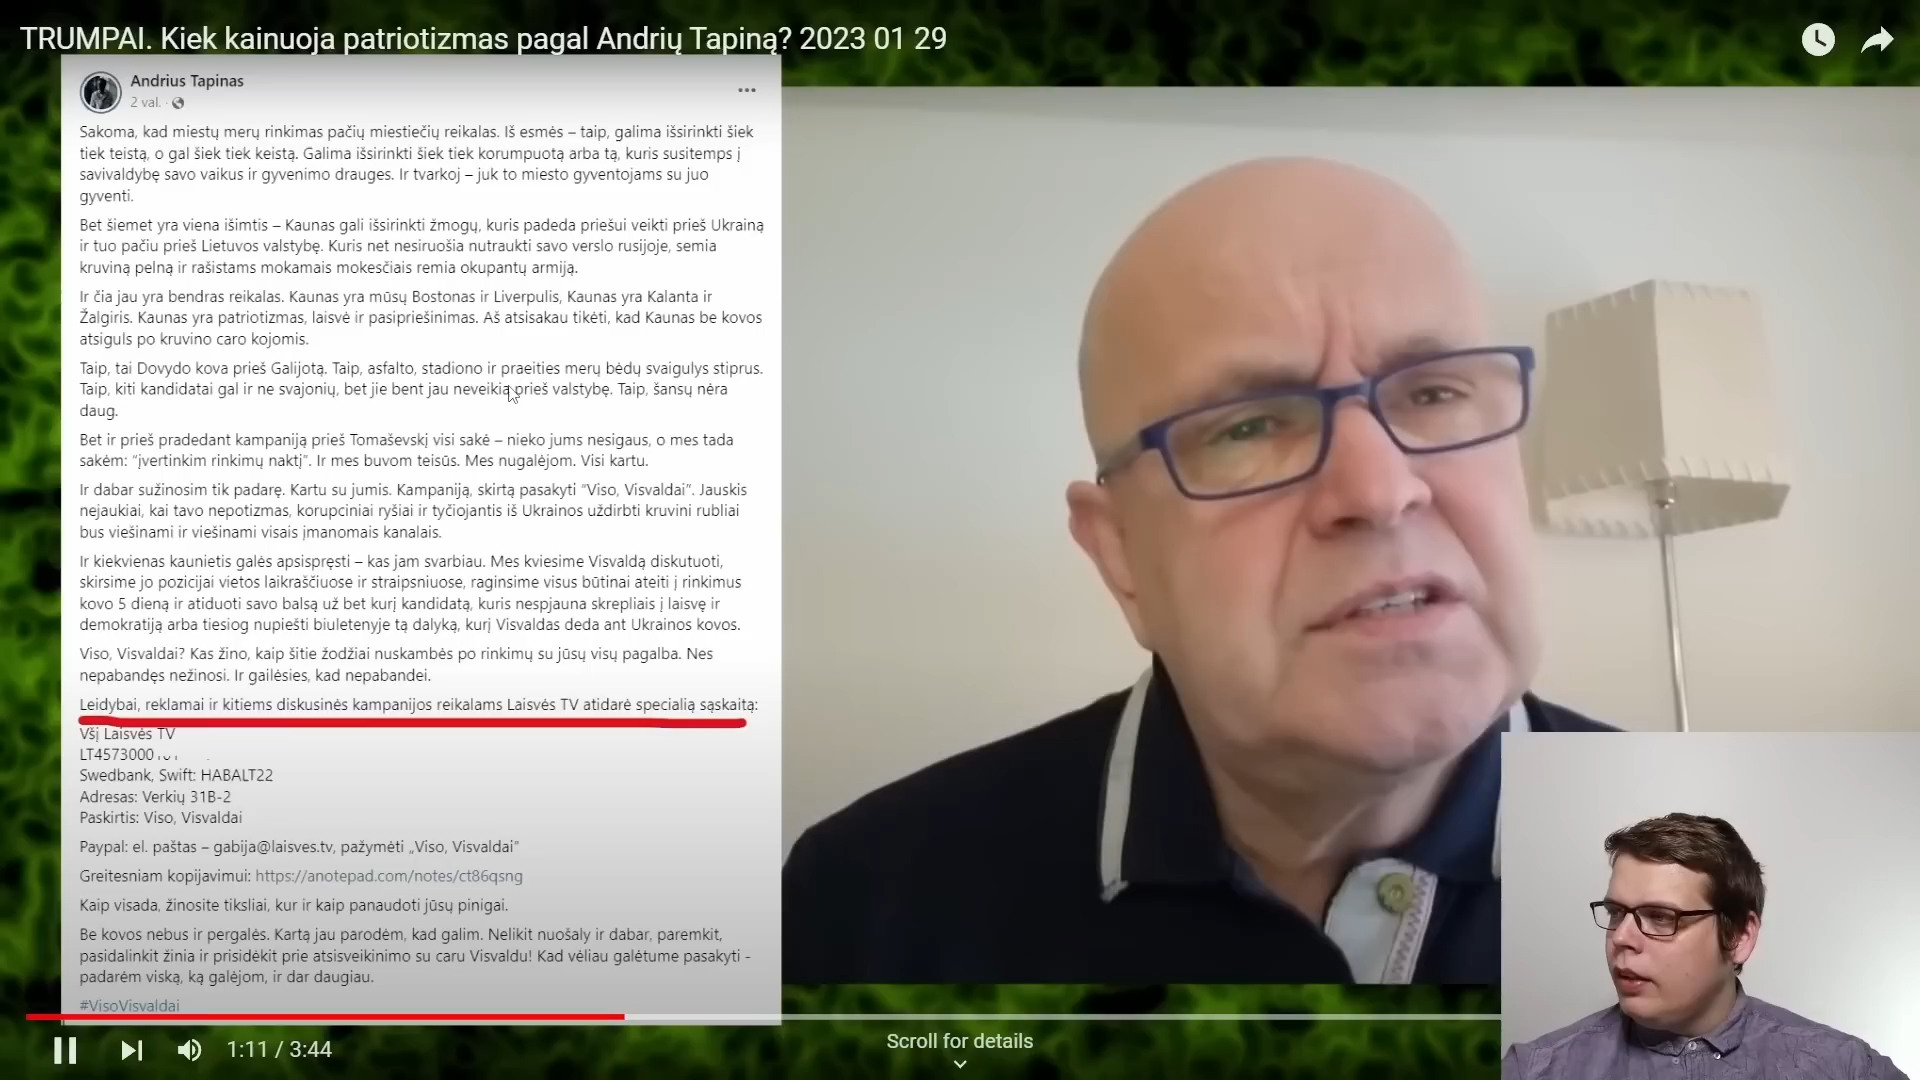 TRUMPAI. Kiek kainuoja patriotizmas pagal Andrių Tapiną? 2023 01 29
Andrius Tapinas
2 val. ·
Sakoma, kad miestų merų rinkimas pačių miestiečių reikalas. Iš esmės – taip, galima išsirinkti šiek
tiek teistą, o gal šiek tiek keistą. Galima išsirinkti šiek tiek korumpuotą arba tą, kuris susitemps į
savivaldybę savo vaikus ir gyvenimo drauges. Ir tvarkoj – juk to miesto gyventojams su juo
gyventi.
Bet šiemet yra viena išimtis – Kaunas gali išsirinkti žmogų, kuris padeda priešui veikti prieš Ukrainą
ir tuo pačiu prieš Lietuvos valstybę. Kuris net nesiruošia nutraukti savo verslo rusijoje, semia
kruviną pelną ir rašistams mokamais mokesčiais remia okupantų armiją.
Ir čia jau yra bendras reikalas. Kaunas yra mūsų Bostonas ir Liverpulis, Kaunas yra Kalanta ir
Žalgiris. Kaunas yra patriotizmas, laisvė ir pasipriešinimas. Aš atsisakau tikėti, kad Kaunas be kovos
atsiguls po kruvino caro kojomis.
Taip, tai Dovydo kova prieš Galijotą. Taip, asfalto, stadiono ir praeities merų bėdų svaigulys stiprus.
Taip, kiti kandidatai gal ir ne svajonių, bet jie bent jau neveikia prieš valstybę. Taip, šansų nėra
daug.
Bet ir prieš pradedant kampaniją prieš Tomaševskį visi sakė – nieko jums nesigaus, o mes tada
sakėm: “įvertinkim rinkimų naktį”. Ir mes buvom teisūs. Mes nugalėjom. Visi kartu.
Ir dabar sužinosim tik padarę. Kartu su jumis. Kampaniją, skirtą pasakyti “Viso, Visvaldai”. Jauskis
nejaukiai, kai tavo nepotizmas, korupciniai ryšiai ir tyčiojantis iš Ukrainos uždirbti kruvini rubliai
bus viešinami ir viešinami visais įmanomais kanalais.
Ir kiekvienas kaunietis galės apsispręsti – kas jam svarbiau. Mes kviesime Visvaldą diskutuoti,
skirsime jo pozicijai vietos laikraščiuose ir straipsniuose, raginsime visus būtinai ateiti į rinkimus
kovo 5 dieną ir atiduoti savo balsą už bet kurį kandidatą, kuris nespjauna skrepliais į laisvę ir
demokratiją arba tiesiog nupiešti biuletenyje tą dalyką, kurį Visvaldas deda ant Ukrainos kovos.
Viso, Visvaldai? Kas žino, kaip šitie žodžiai nuskambės po rinkimų su jūsų visų pagalba. Nes
nepabandęs nežinosi. Ir gailėsies, kad nepabandei.
Leidybai, reklamai ir kitiems diskusinės kampanijos reikalams Laisvės TV atidarė specialią sąskaitą:
VšĮ Laisvės TV
LT4573000
Swedbank, Swift: HABALT22
Adresas: Verkių 31B-2
Paskirtis: Viso, Visvaldai
Paypal: el. paštas – gabija@laisves.tv, pažymėti „Viso, Visvaldai”
Greitesniam kopijavimui: https://anotepad.com/notes/ct86qsng
Kaip visada, žinosite tiksliai, kur ir kaip panaudoti jūsų pinigai.
Be kovos nebus ir pergalės. Kartą jau parodėm, kad galim. Nelikit nuošaly ir dabar, paremkit,
pasidalinkit žinia ir prisidėkit prie atsisveikinimo su caru Visvaldu! Kad vėliau galėtume pasakyti -
padarėm viską, ką galėjom, ir dar daugiau.
#VisoVisvaldai
1:11 / 3:44
Scroll for details